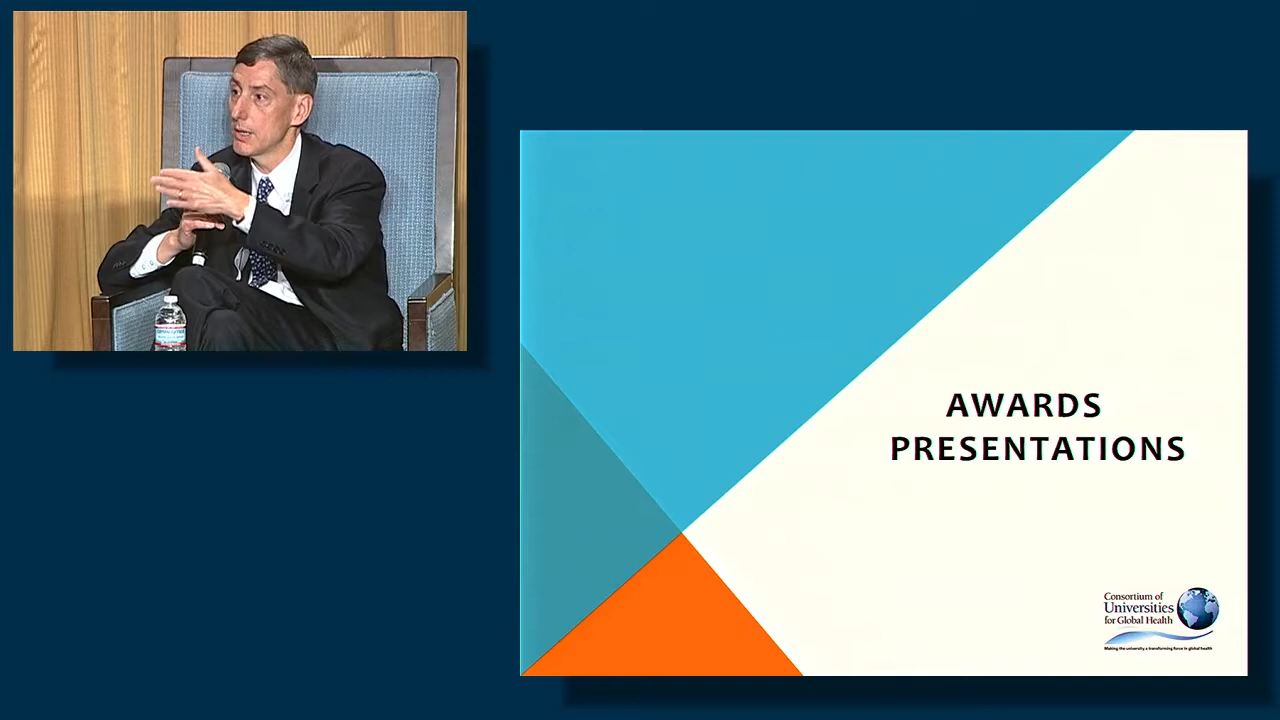 AWARDS
PRESENTATIONS
Consortium of
Universities
for Global Health
Making the university a transforming force in global health